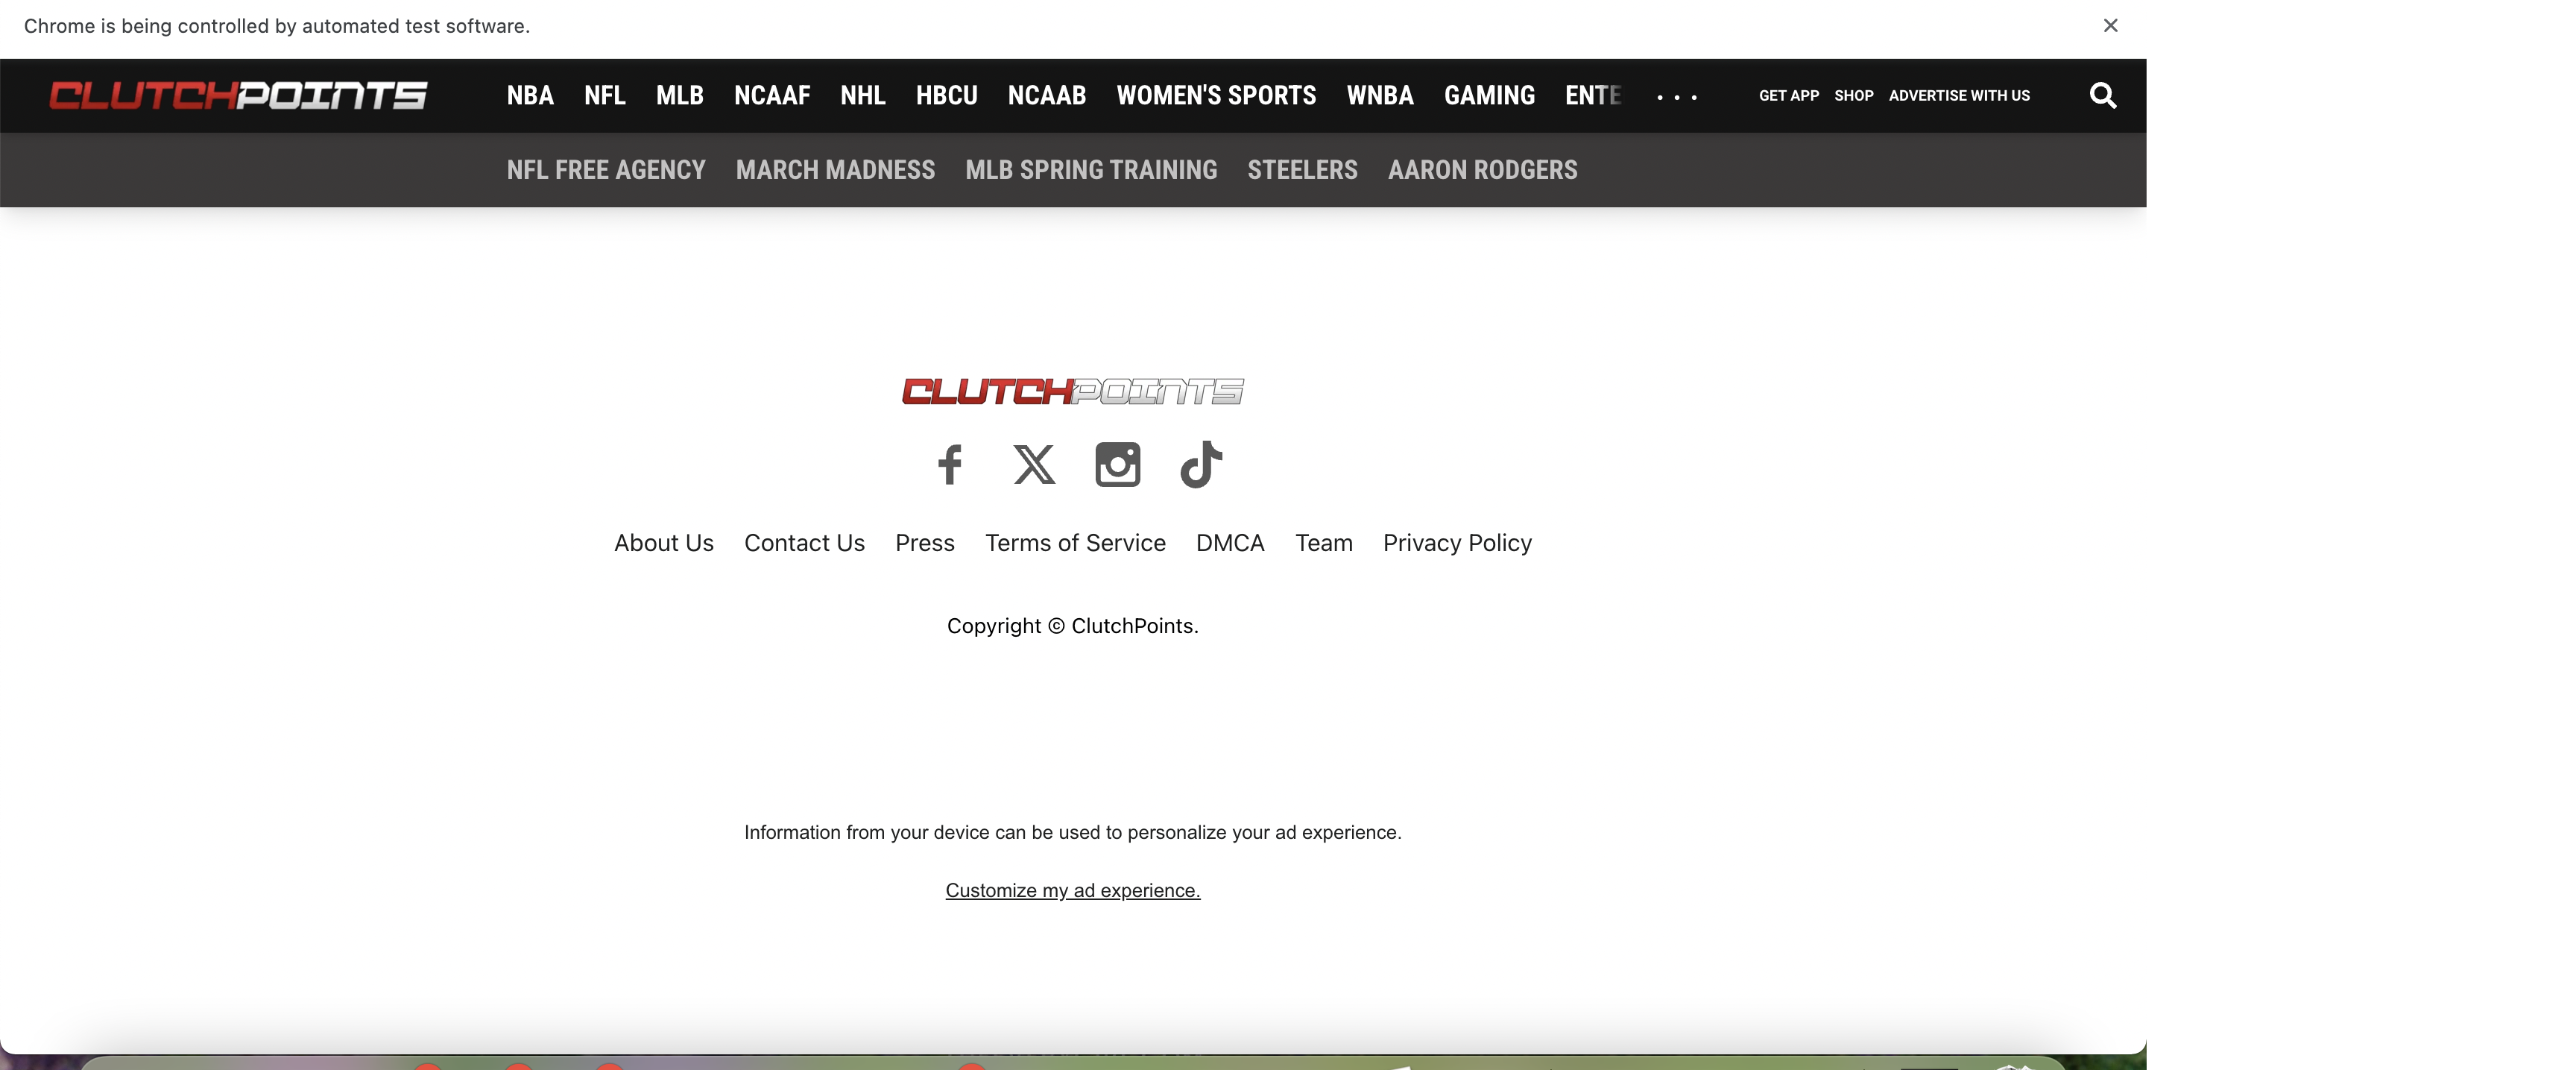 Chrome is being controlled by automated test software.
CLUTCHPOINTS NBA NFL MLB NCAAF NHL HBCU NCAAB WOMEN'S SPORTS WNBA GAMING ENTE ... GET APP SHOP ADVERTISE WITH US
NFL FREE AGENCY MARCH MADNESS MLB SPRING TRAINING STEELERS AARON RODGERS
CLUTCHPOINTS
About Us Contact Us Press Terms of Service DMCA Team Privacy Policy
Copyright © ClutchPoints.
Information from your device can be used to personalize your ad experience.
Customize my ad experience.